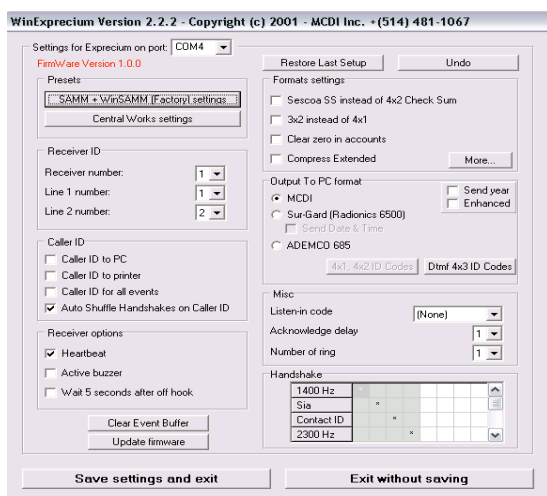 WinExprecium Version 2.2.2 - Copyright (c) 2001 - MCDI Inc. +(514) 481-1067
Settings for Exprecium on port: COM4
FirmWare Version 1.0.0
Presets
SAMM + WinSAMM (Factory) settings
Central Works settings
Receiver ID
Receiver number: 1
Line 1 number: 1
Line 2 number: 2
Caller ID
Caller ID to PC
Caller ID to printer
Caller ID for all events
Auto Shuffle Handshakes on Caller ID
Receiver options
Heartbeat
Active buzzer
Wait 5 seconds after off hook
Clear Event Buffer
Update firmware
Restore Last Setup
Undo
Formats settings
Sescoa SS instead of 4x2 Check Sum
3x2 instead of 4x1
Clear zero in accounts
Compress Extended
More...
Output To PC format
MCDI
Sur-Gard (Radionics 6500)
Send Date & Time
ADEMCO 685
Send year
Enhanced
4x1, 4x2 ID Codes
Dtmf 4x3 ID Codes
Misc
Listen-in code (None)
Acknowledge delay 1
Number of ring 1
Handshake
1400 Hz *
Sia *
Contact ID *
2300 Hz *
Save settings and exit
Exit without saving